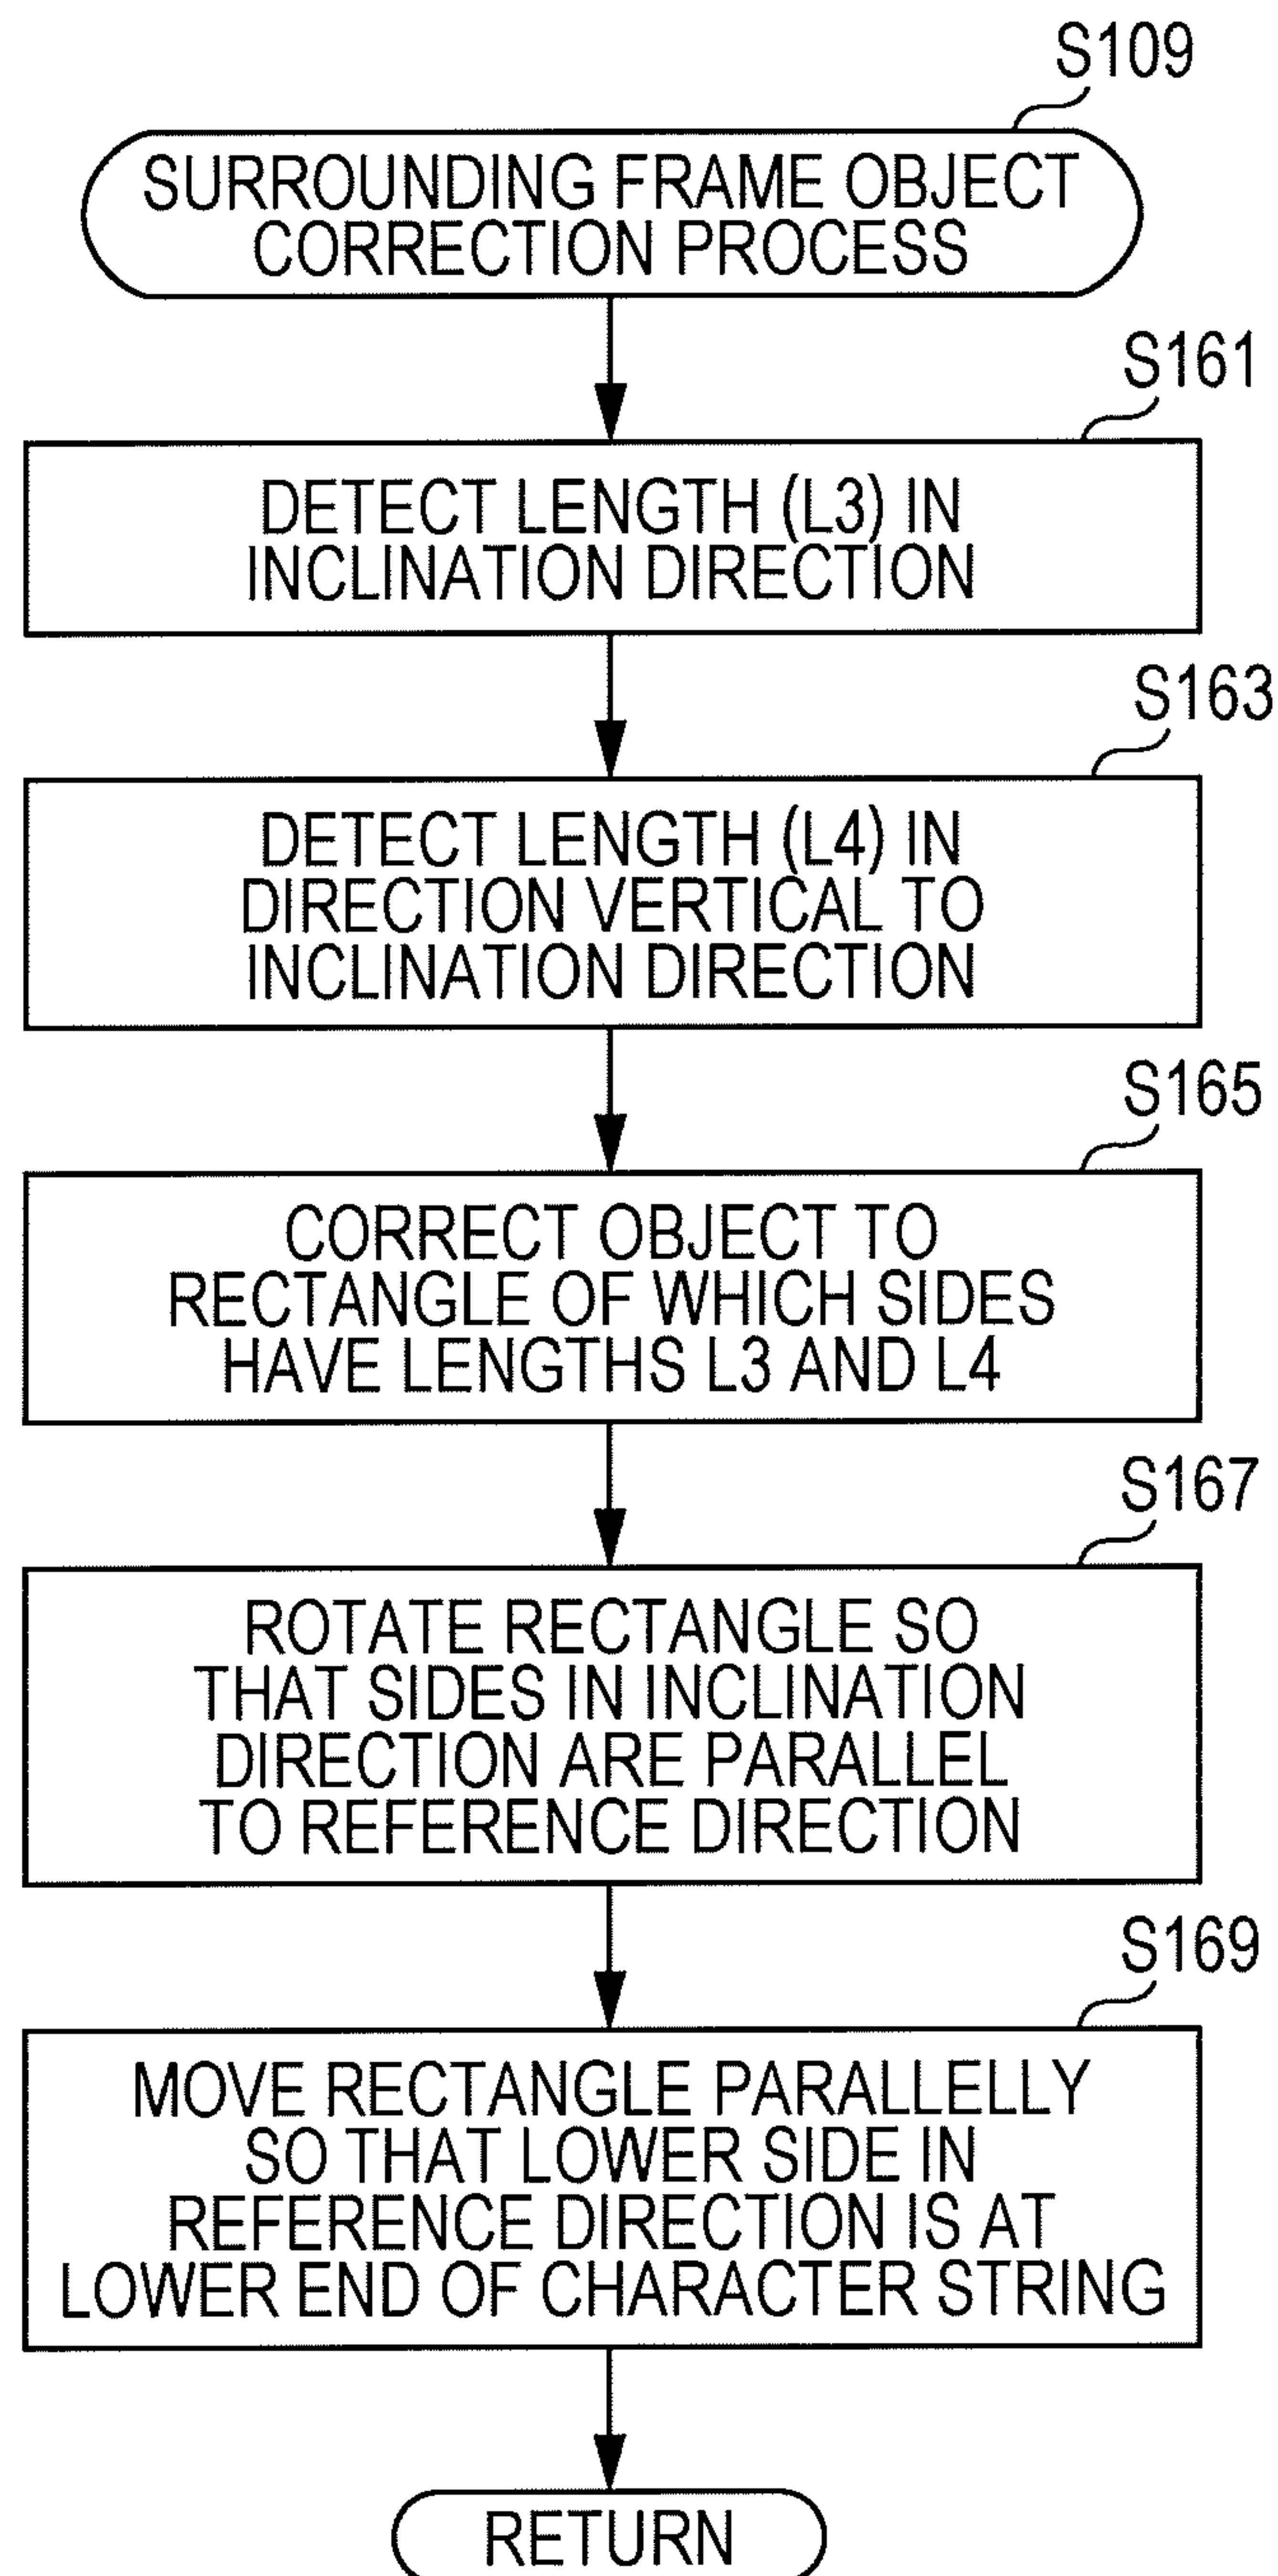 S109
SURROUNDING FRAME OBJECT
CORRECTION PROCESS
S161
DETECT LENGTH (L3) IN
INCLINATION DIRECTION
S163
DETECT LENGTH (L4) IN
DIRECTION VERTICAL TO
INCLINATION DIRECTION
S165
CORRECT OBJECT TO
RECTANGLE OF WHICH SIDES
HAVE LENGTHS L3 AND L4
S167
ROTATE RECTANGLE SO
THAT SIDES IN INCLINATION
DIRECTION ARE PARALLEL
TO REFERENCE DIRECTION
S169
MOVE RECTANGLE PARALLELLY
SO THAT LOWER SIDE IN
REFERENCE DIRECTION IS AT
LOWER END OF CHARACTER STRING
RETURN